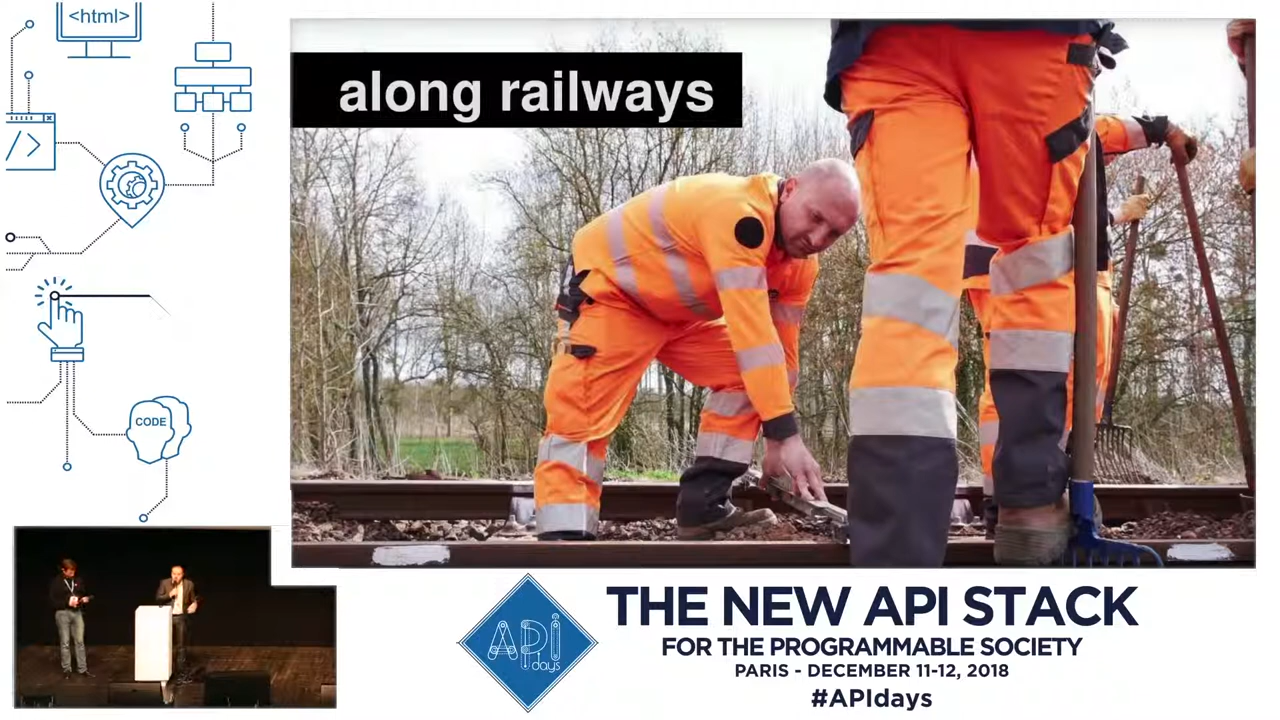 <html>
along railways
</>
CODE
API
days
THE NEW API STACK
FOR THE PROGRAMMABLE SOCIETY
PARIS - DECEMBER 11-12, 2018
#APIdays